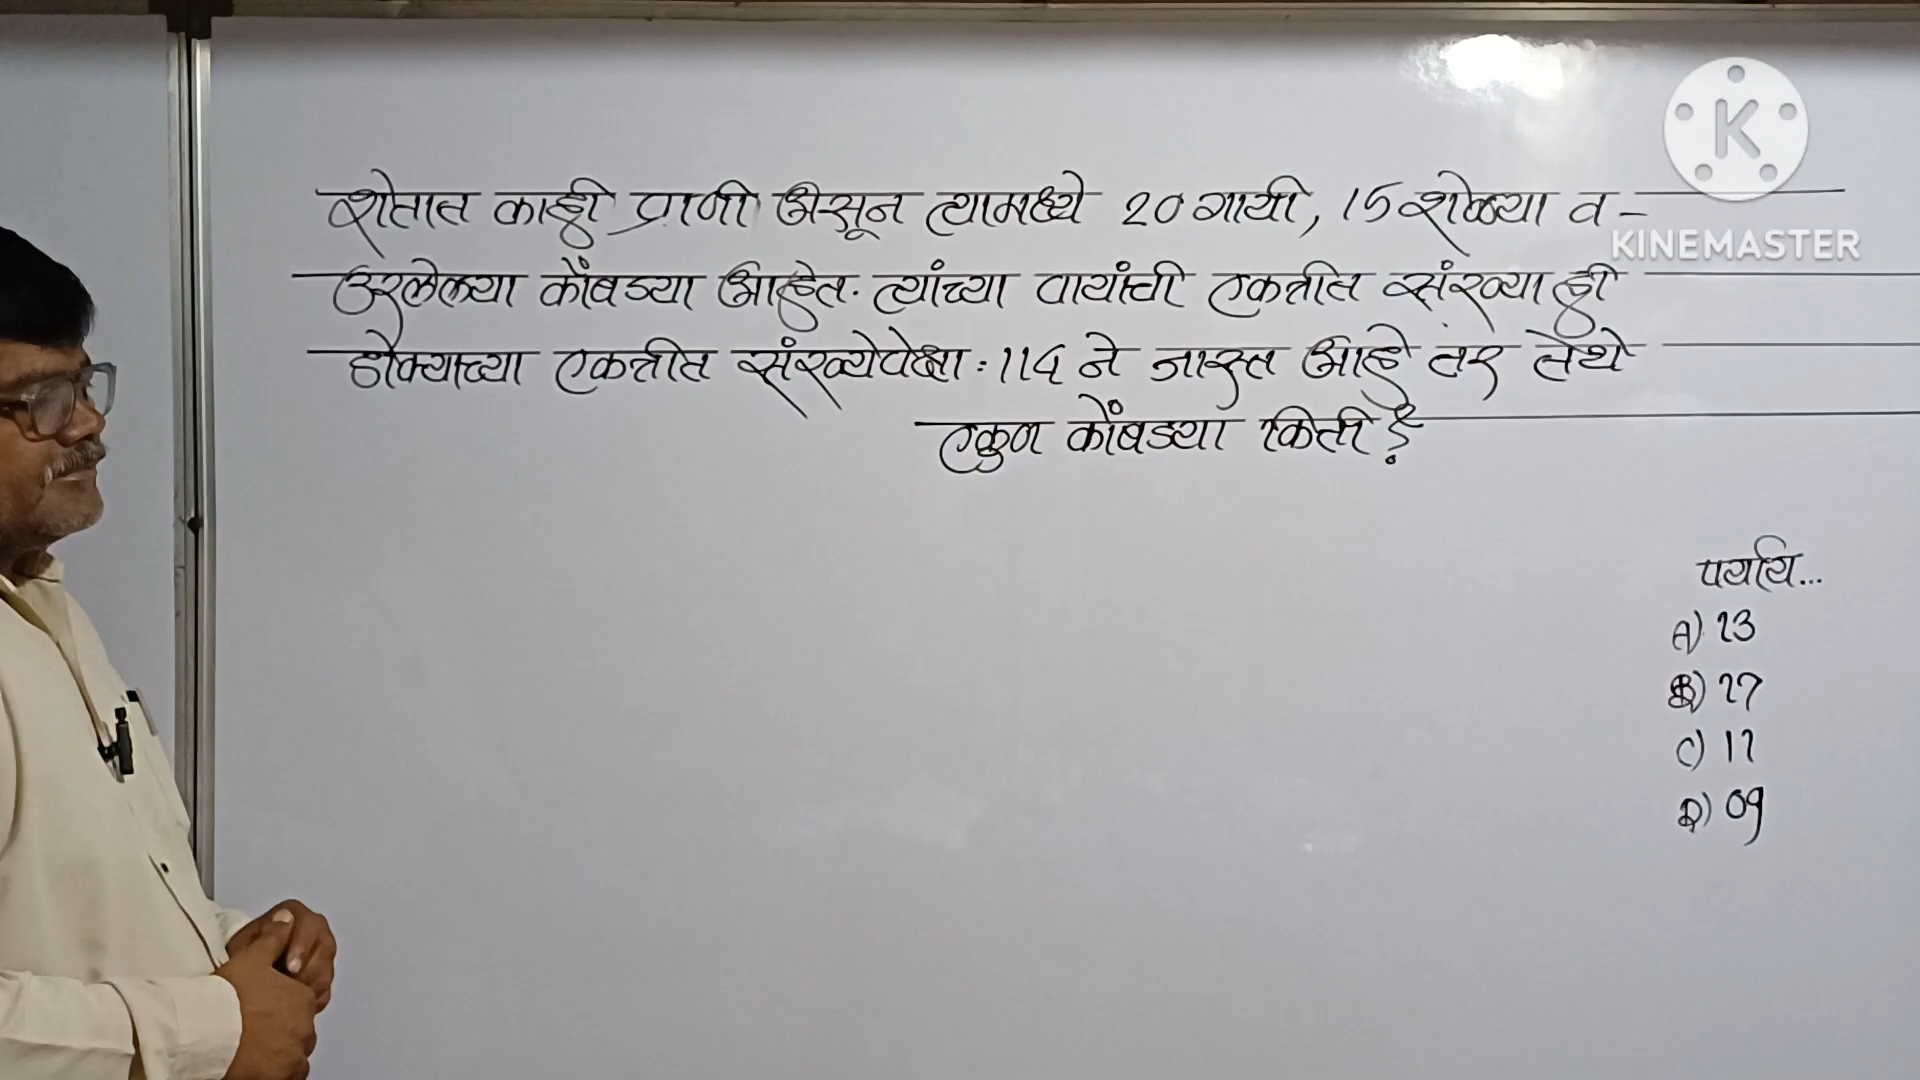 शेतात काही प्राणी असून त्यामध्ये 20 गायी, 15 शेळ्या व -
उरलेल्या कोंबड्या आहेत. त्यांच्या पायांची एकत्रीत संख्या ही
डोक्याच्या एकत्रीत संख्येपेक्षा : 114 ने जास्त आहे तर तेथे
एकुण कोंबड्या किती?
पर्याय...
A) 23
B) 27
C) 12
D) 09
KINEMASTER